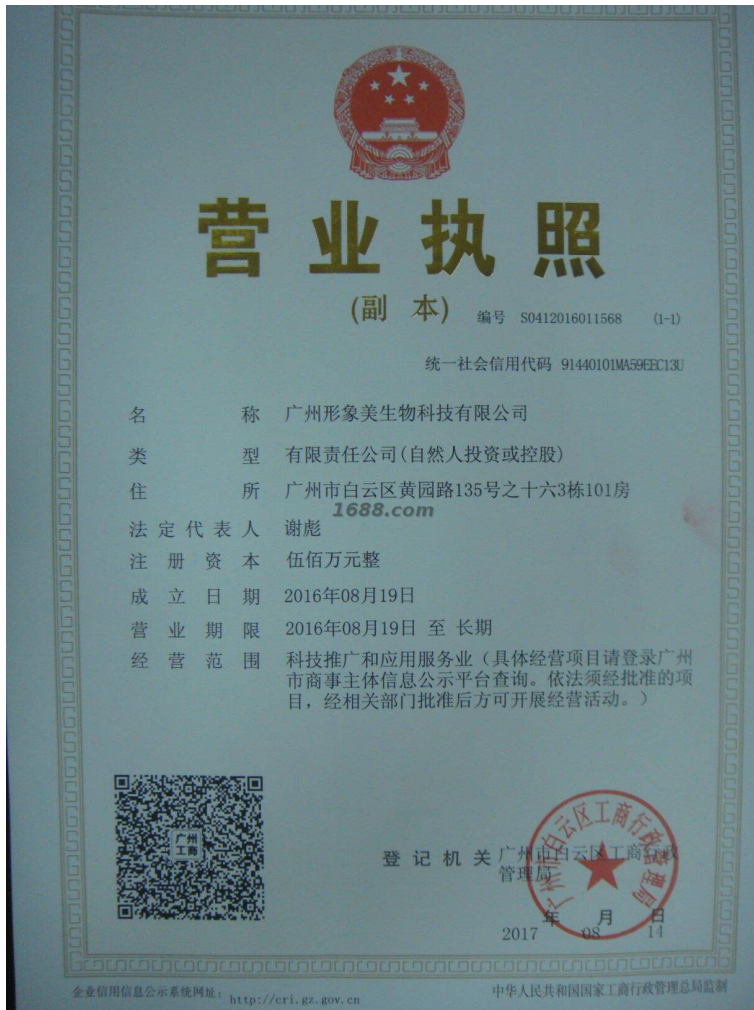 营业执照
(副 本)
编号 S0412016011568 (1-1)
统一社会信用代码 91440101MA59EEC13U
名 称 广州形象美生物科技有限公司
类 型 有限责任公司(自然人投资或控股)
住 所 广州市白云区黄园路135号之十六3栋101房
1688.com
法定代表人 谢彪
注册资本 伍佰万元整
成立日期 2016年08月19日
营业期限 2016年08月19日 至 长期
经营范围 科技推广和应用服务业（具体经营项目请登录广州
市商事主体信息公示平台查询。依法须经批准的项
目，经相关部门批准后方可开展经营活动。）
广州
工商
登记机关 广州市白云区工商行政
管理局
广州市白云区工商行政管理局
年 月 日
2017 08 14
企业信用信息公示系统网址： http://cri.gz.gov.cn
中华人民共和国国家工商行政管理总局监制